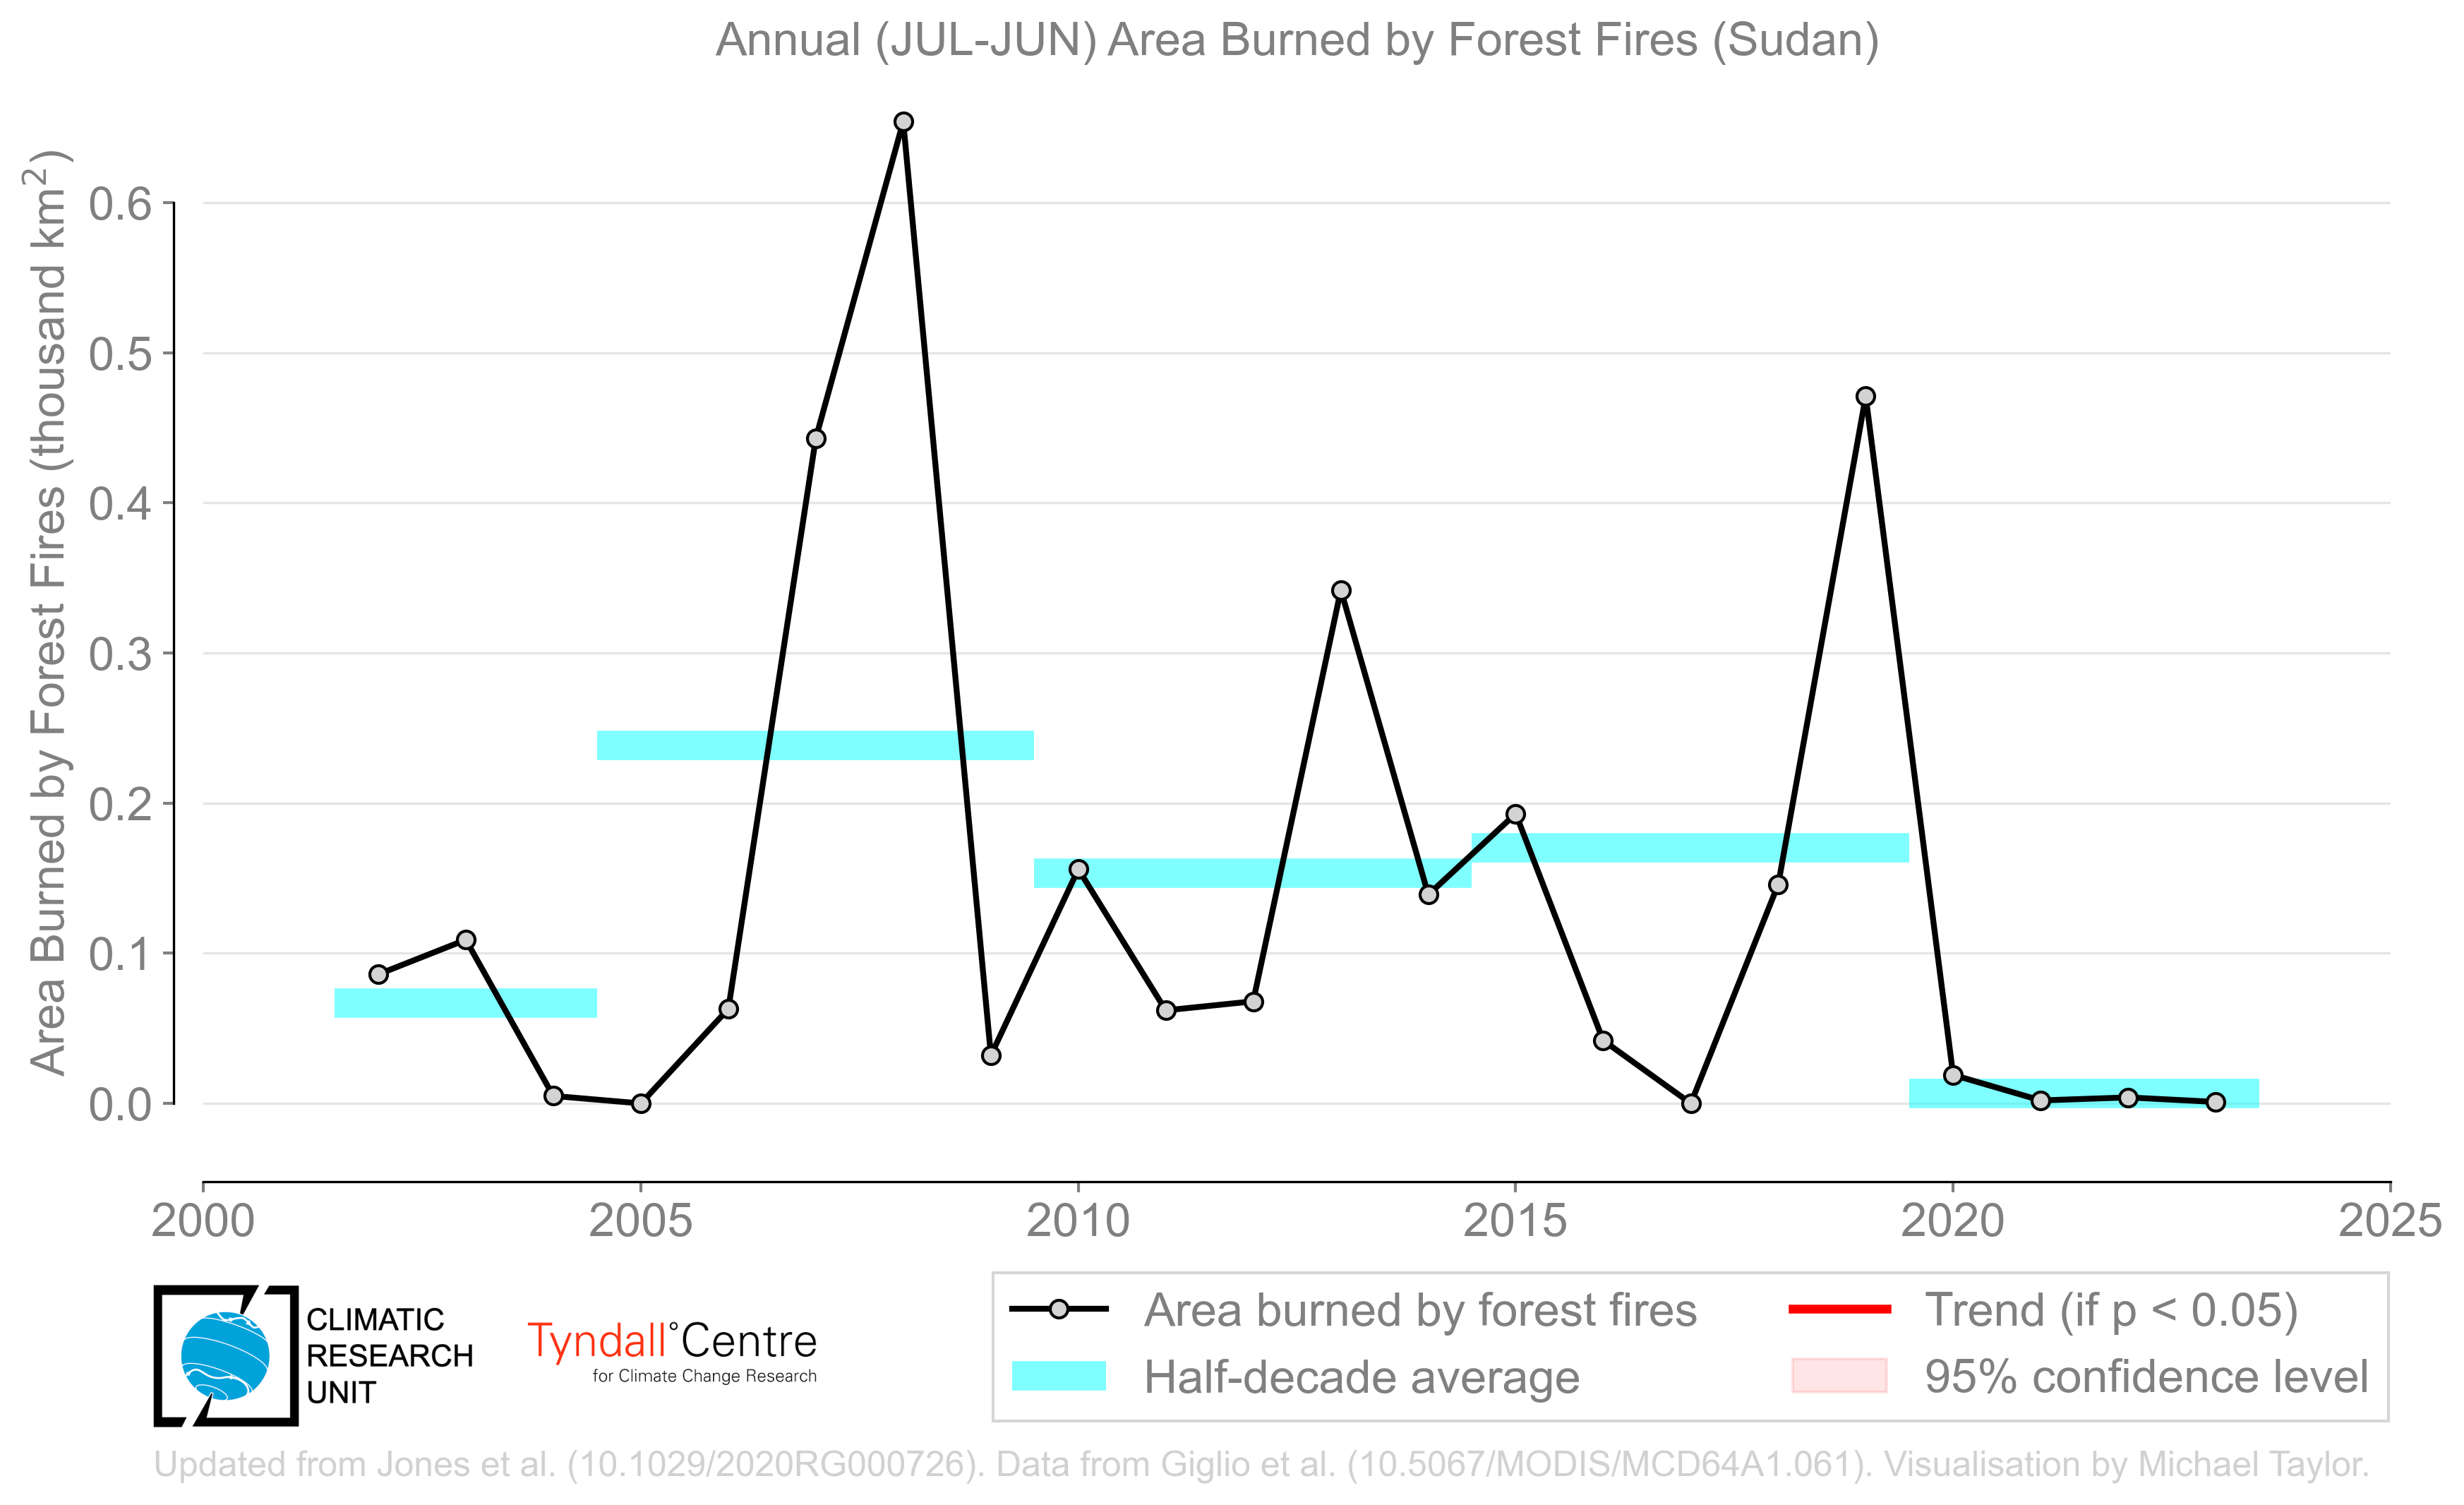 Annual (JUL-JUN) Area Burned by Forest Fires (Sudan)
Area Burned by Forest Fires (thousand km²)
0.6
0.5
0.4
0.3
0.2
0.1
0.0
2000 2005 2010 2015 2020 2025
CLIMATIC
RESEARCH
UNIT
Tyndall°Centre
for Climate Change Research
Area burned by forest fires
Half-decade average
Trend (if p < 0.05)
95% confidence level
Updated from Jones et al. (10.1029/2020RG000726). Data from Giglio et al. (10.5067/MODIS/MCD64A1.061). Visualisation by Michael Taylor.